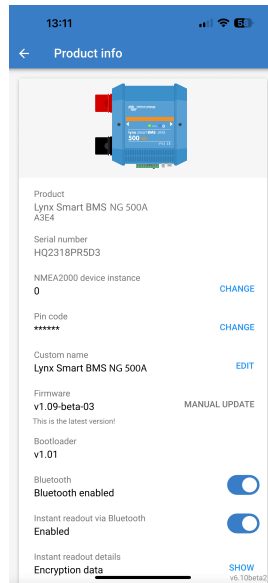 13:11
Product info
lynx smart BMS
500
Product
Lynx Smart BMS NG 500A
A3E4
Serial number
HQ2318PR5D3
NMEA2000 device instance
0
CHANGE
Pin code
******
CHANGE
Custom name
Lynx Smart BMS NG 500A
EDIT
Firmware
v1.09-beta-03
MANUAL UPDATE
This is the latest version!
Bootloader
v1.01
Bluetooth
Bluetooth enabled
Instant readout via Bluetooth
Enabled
Instant readout details
Encryption data
SHOW
v6.10beta2